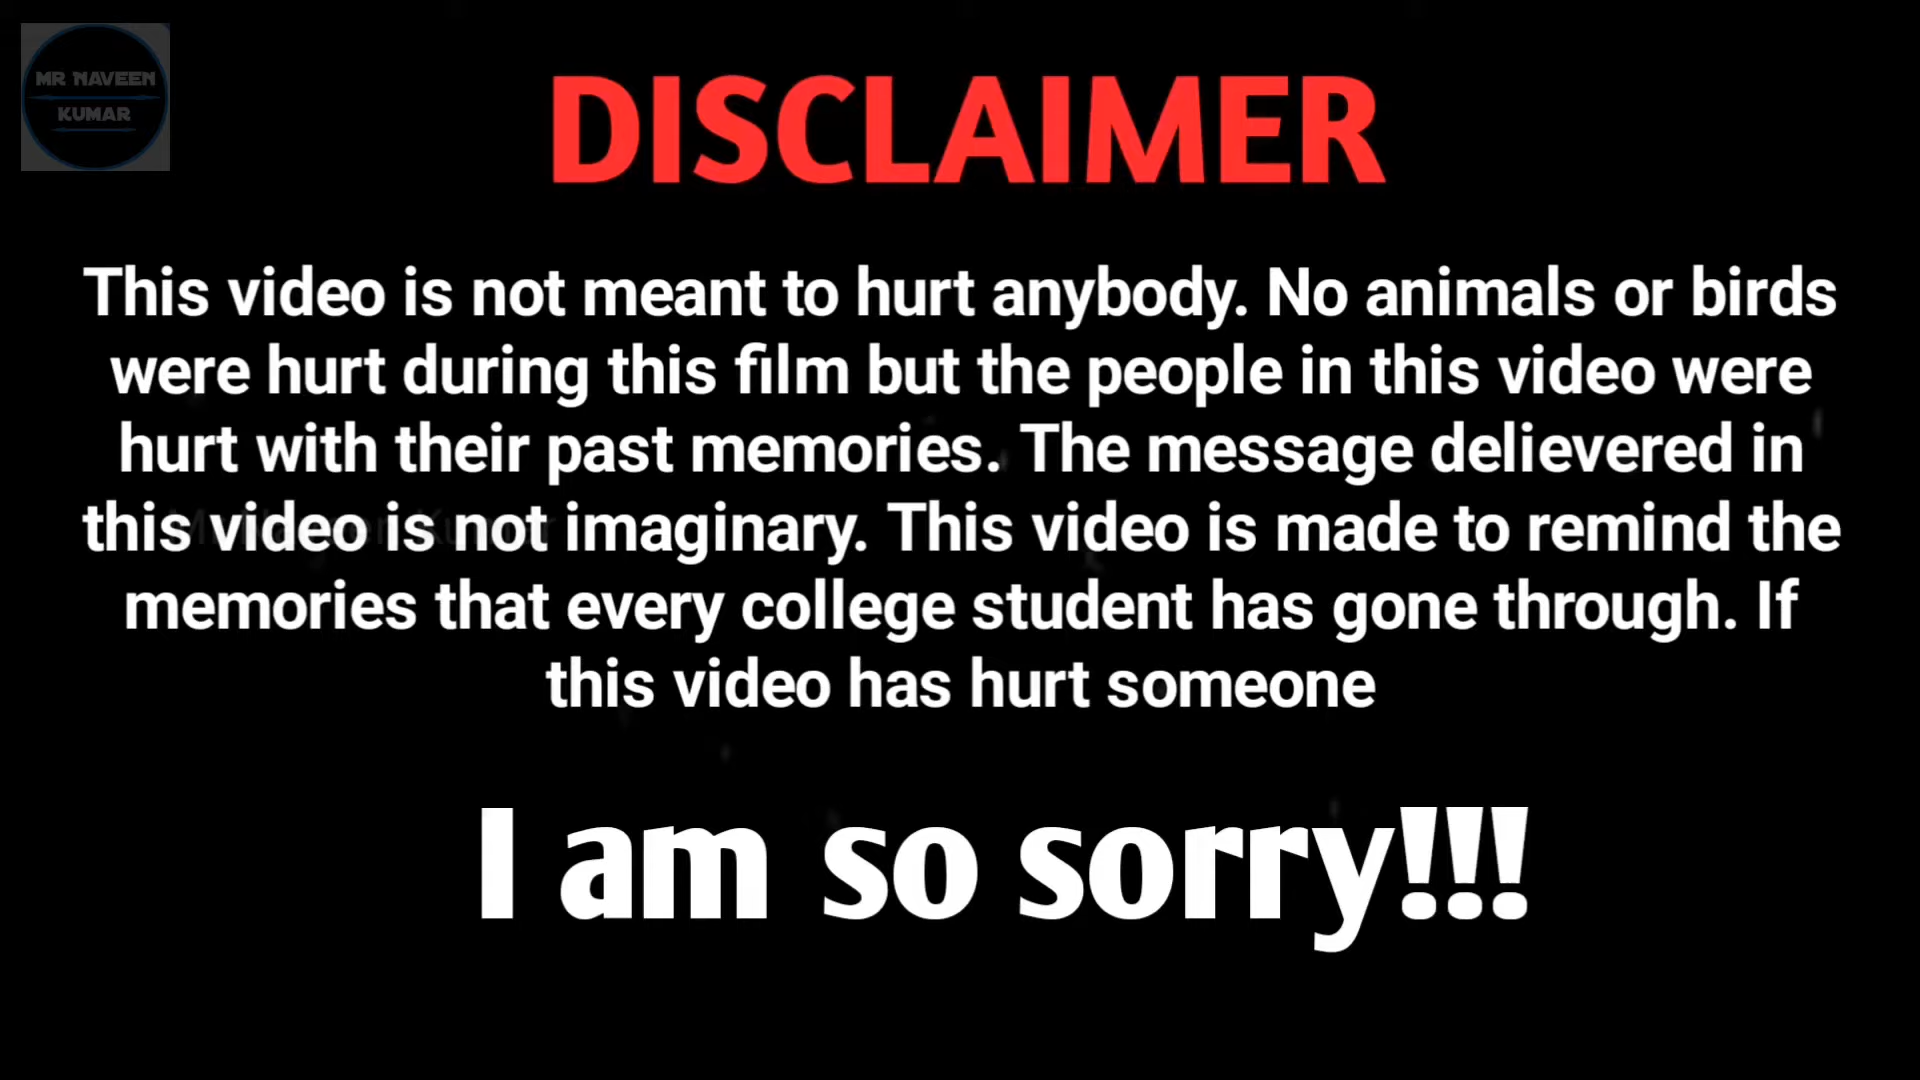 MR NAVEEN
KUMAR
DISCLAIMER
This video is not meant to hurt anybody. No animals or birds
were hurt during this film but the people in this video were
hurt with their past memories. The message delievered in
this video is not imaginary. This video is made to remind the
memories that every college student has gone through. If
this video has hurt someone
Mr Naveen Kumar
I am so sorry!!!